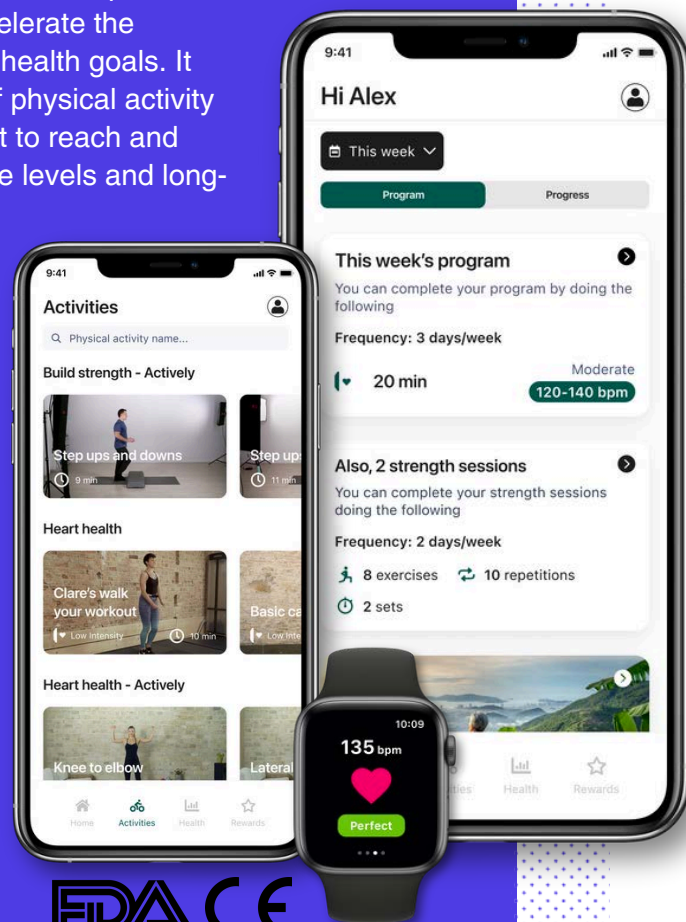 celerate the
health goals. It
physical activity
t to reach and
e levels and long-
9:41
Hi Alex
This week
Program
Progress
This week's program
You can complete your program by doing the
following
Frequency: 3 days/week
20 min
Moderate
120-140 bpm
Also, 2 strength sessions
You can complete your strength sessions
doing the following
Frequency: 2 days/week
8 exercises
10 repetitions
2 sets
Health
Rewards
9:41
Activities
Physical activity name...
Build strength - Actively
Step ups and downs
9 min
Step up
11 min
Heart health
Clare's walk
your workout
Low Intensity
10 min
Basic ca
Low Inte
Heart health - Actively
Knee to elbow
Lateral
Home
Activities
Health
Rewards
10:09
135 bpm
Perfect
FDA CE